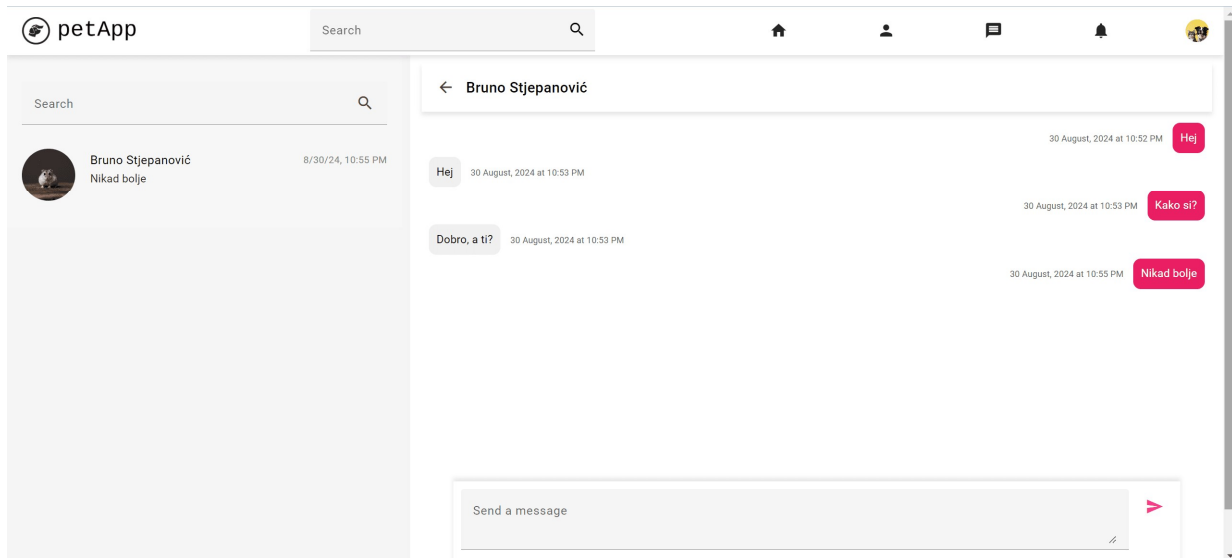 petApp
Search
Search
Bruno Stjepanović
8/30/24, 10:55 PM
Nikad bolje
Bruno Stjepanović
30 August, 2024 at 10:52 PM
Hej
Hej
30 August, 2024 at 10:53 PM
30 August, 2024 at 10:53 PM
Kako si?
Dobro, a ti?
30 August, 2024 at 10:53 PM
30 August, 2024 at 10:55 PM
Nikad bolje
Send a message